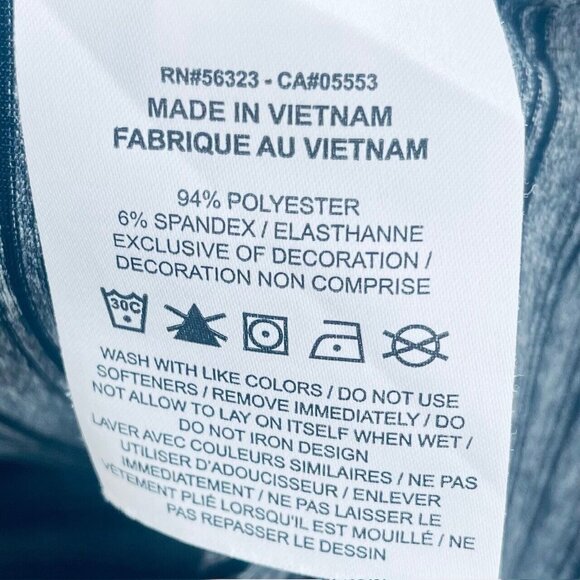 RN#56323 - CA#05553
MADE IN VIETNAM
FABRIQUE AU VIETNAM
94% POLYESTER
6% SPANDEX / ELASTHANNE
EXCLUSIVE OF DECORATION /
DECORATION NON COMPRISE
30C
WASH WITH LIKE COLORS / DO NOT USE
SOFTENERS / REMOVE IMMEDIATELY / DO
NOT ALLOW TO LAY ON ITSELF WHEN WET /
DO NOT IRON DESIGN
LAVER AVEC COULEURS SIMILAIRES / NE PAS
UTILISER D'ADOUCISSEUR / ENLEVER
IMMEDIATEMENT / NE PAS LAISSER LE
VÊTEMENT PLIÉ LORSQU'IL EST MOUILLÉ / NE
PAS REPASSER LE DESSIN